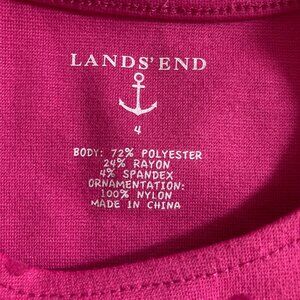 LANDS' END
4
BODY: 72% POLYESTER
24% RAYON
4% SPANDEX
ORNAMENTATION:
100% NYLON
MADE IN CHINA